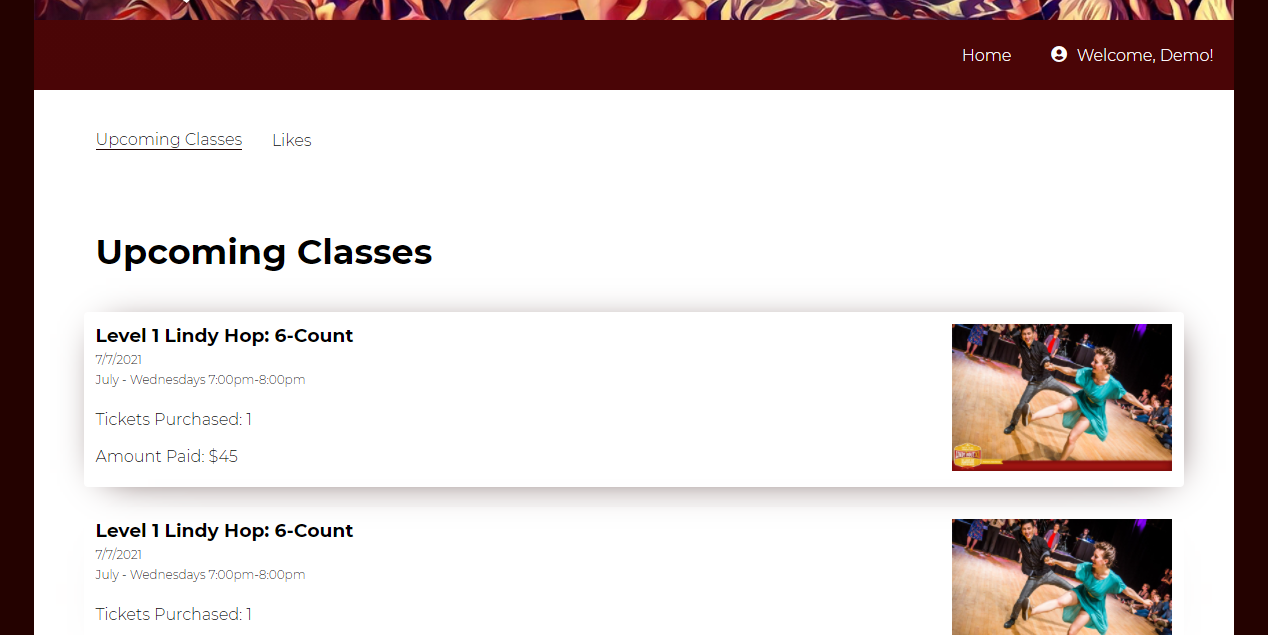 Home
Welcome, Demo!
Upcoming Classes
Likes
Upcoming Classes
Level 1 Lindy Hop: 6-Count
7/7/2021
July - Wednesdays 7:00pm-8:00pm
Tickets Purchased: 1
Amount Paid: $45
Level 1 Lindy Hop: 6-Count
7/7/2021
July - Wednesdays 7:00pm-8:00pm
Tickets Purchased: 1